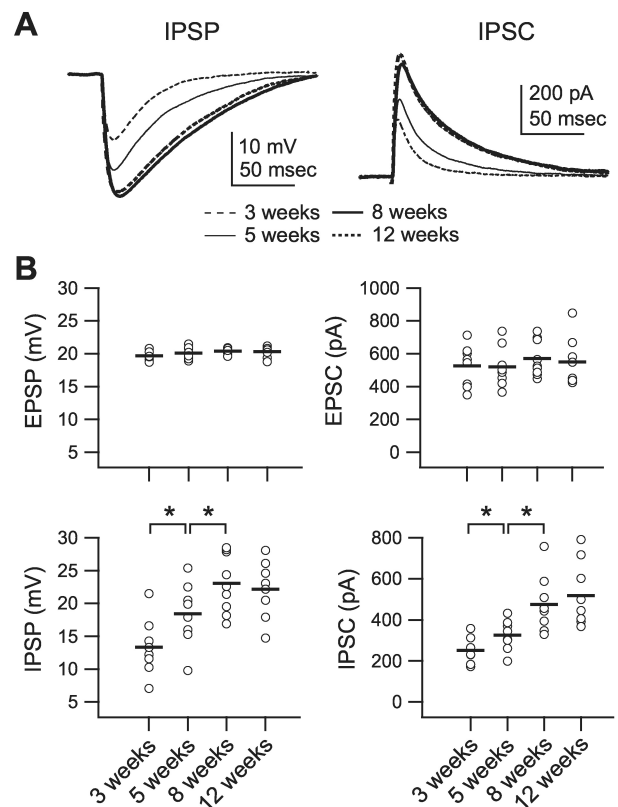 A
IPSP
IPSC
10 mV
50 msec
200 pA
50 msec
3 weeks
8 weeks
5 weeks
12 weeks
B
EPSP (mV)
30
25
20
15
10
5
EPSC (pA)
1000
800
600
400
200
0
IPSP (mV)
* *
30
25
20
15
10
5
3 weeks
5 weeks
8 weeks
12 weeks
IPSC (pA)
* *
800
600
400
200
0
3 weeks
5 weeks
8 weeks
12 weeks